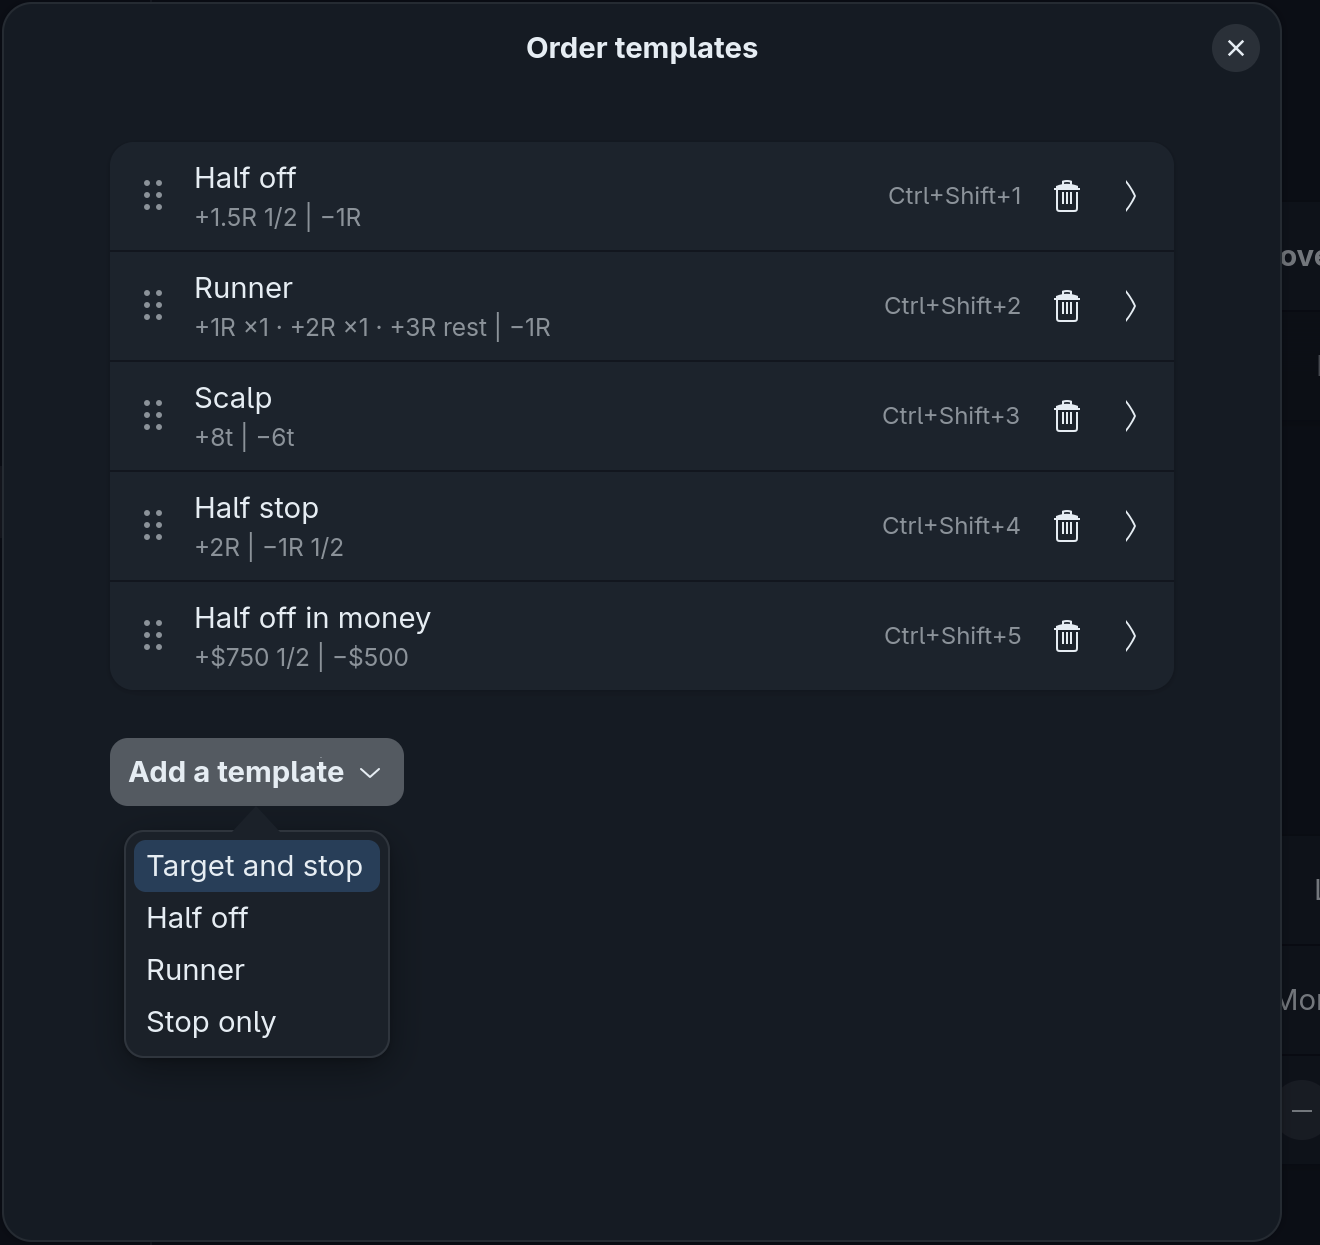 Order templates
Half off
+1.5R 1/2 | −1R
Ctrl+Shift+1
Runner
+1R ×1 · +2R ×1 · +3R rest | −1R
Ctrl+Shift+2
Scalp
+8t | −6t
Ctrl+Shift+3
Half stop
+2R | −1R 1/2
Ctrl+Shift+4
Half off in money
+$750 1/2 | −$500
Ctrl+Shift+5
Add a template
Target and stop
Half off
Runner
Stop only